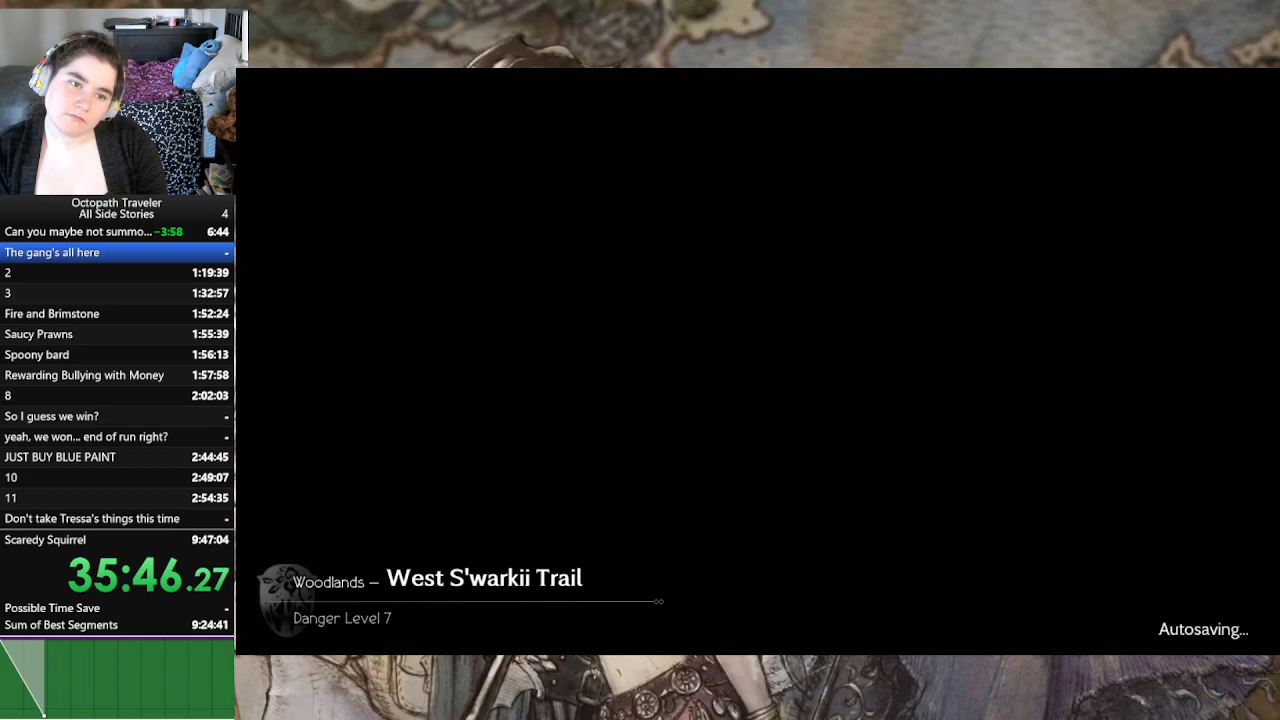 Octopath Traveler
All Side Stories 4
Can you maybe not summo... −3:58 6:44
The gang's all here -
2 1:19:39
3 1:32:57
Fire and Brimstone 1:52:24
Saucy Prawns 1:55:39
Spoony bard 1:56:13
Rewarding Bullying with Money 1:57:58
8 2:02:03
So I guess we win? -
yeah, we won... end of run right? -
JUST BUY BLUE PAINT 2:44:45
10 2:49:07
11 2:54:35
Don't take Tressa's things this time -
Scaredy Squirrel 9:47:04
35:46.27
Possible Time Save -
Sum of Best Segments 9:24:41
Woodlands – West S'warkii Trail
Danger Level 7
Autosaving...